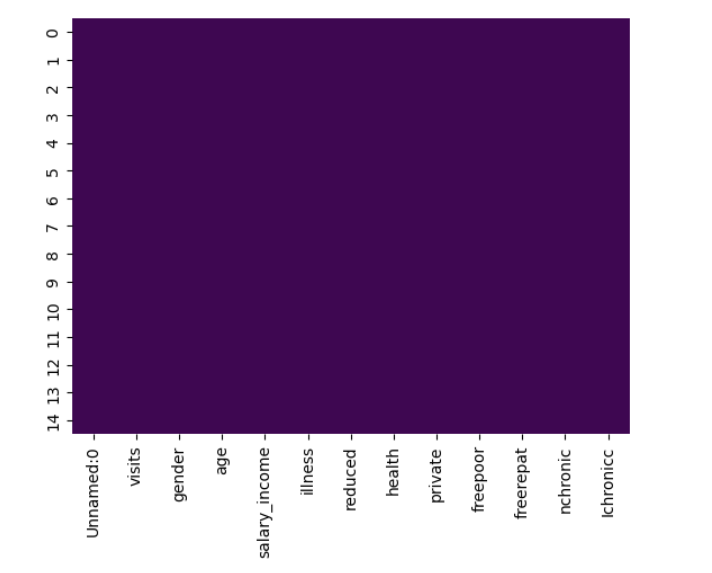 0
1
2
3
4
5
6
7
8
9
10
11
12
13
14
Unnamed:0
visits
gender
age
salary_income
illness
reduced
health
private
freepoor
freerepat
nchronic
lchronicc